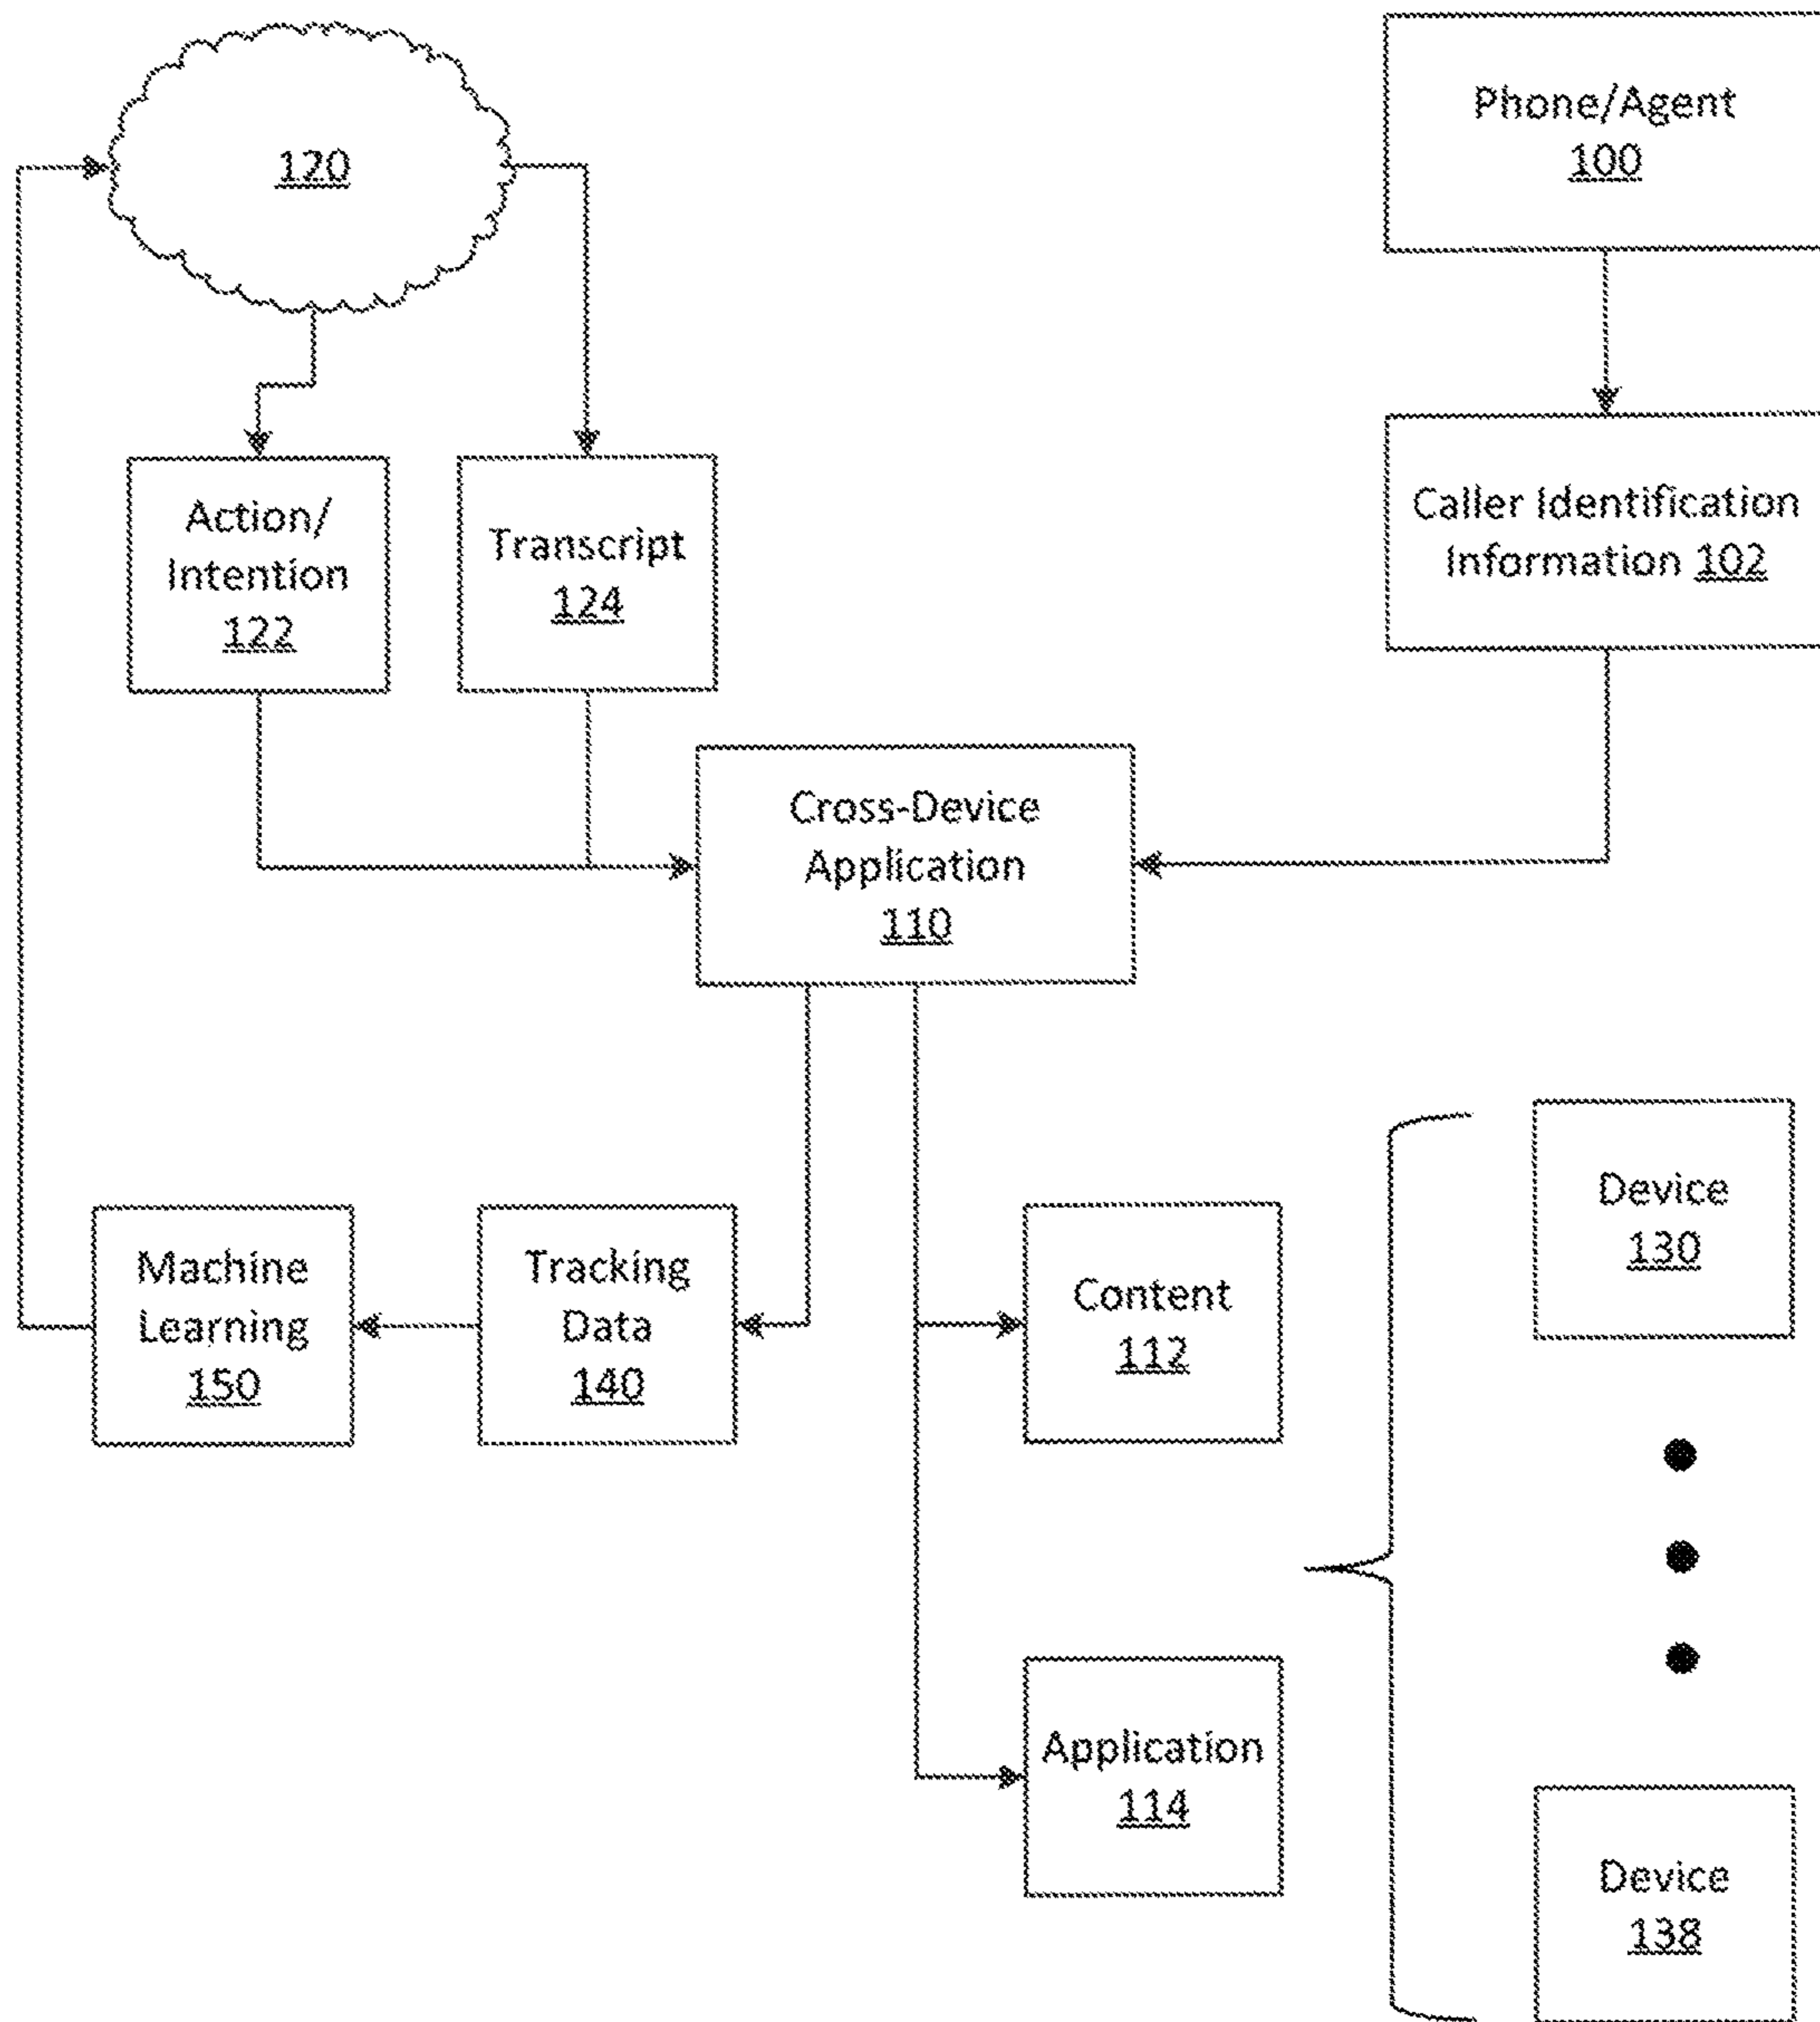 120
Phone/Agent
100
Caller Identification
Information 102
Action/
Intention
122
Transcript
124
Cross-Device
Application
110
Machine
Learning
150
Tracking
Data
140
Content
112
Device
130
Application
114
Device
138